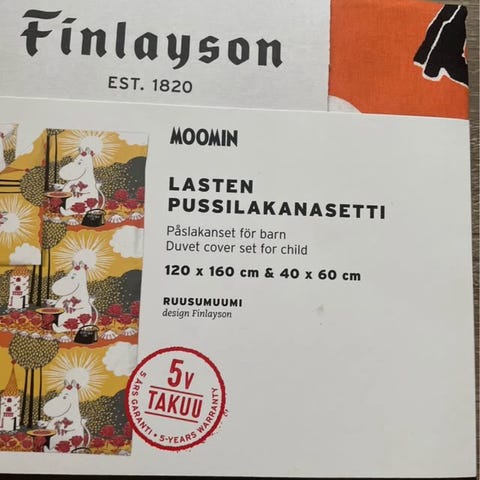 Finlayson
EST. 1820
MOOMIN
LASTEN
PUSSILAKANASETTI
Påslakanset för barn
Duvet cover set for child
120 x 160 cm & 40 x 60 cm
RUUSUMUUMI
design Finlayson
5V
TAKUU
5 ÅRS GARANTI • 5-YEARS WARRANTY